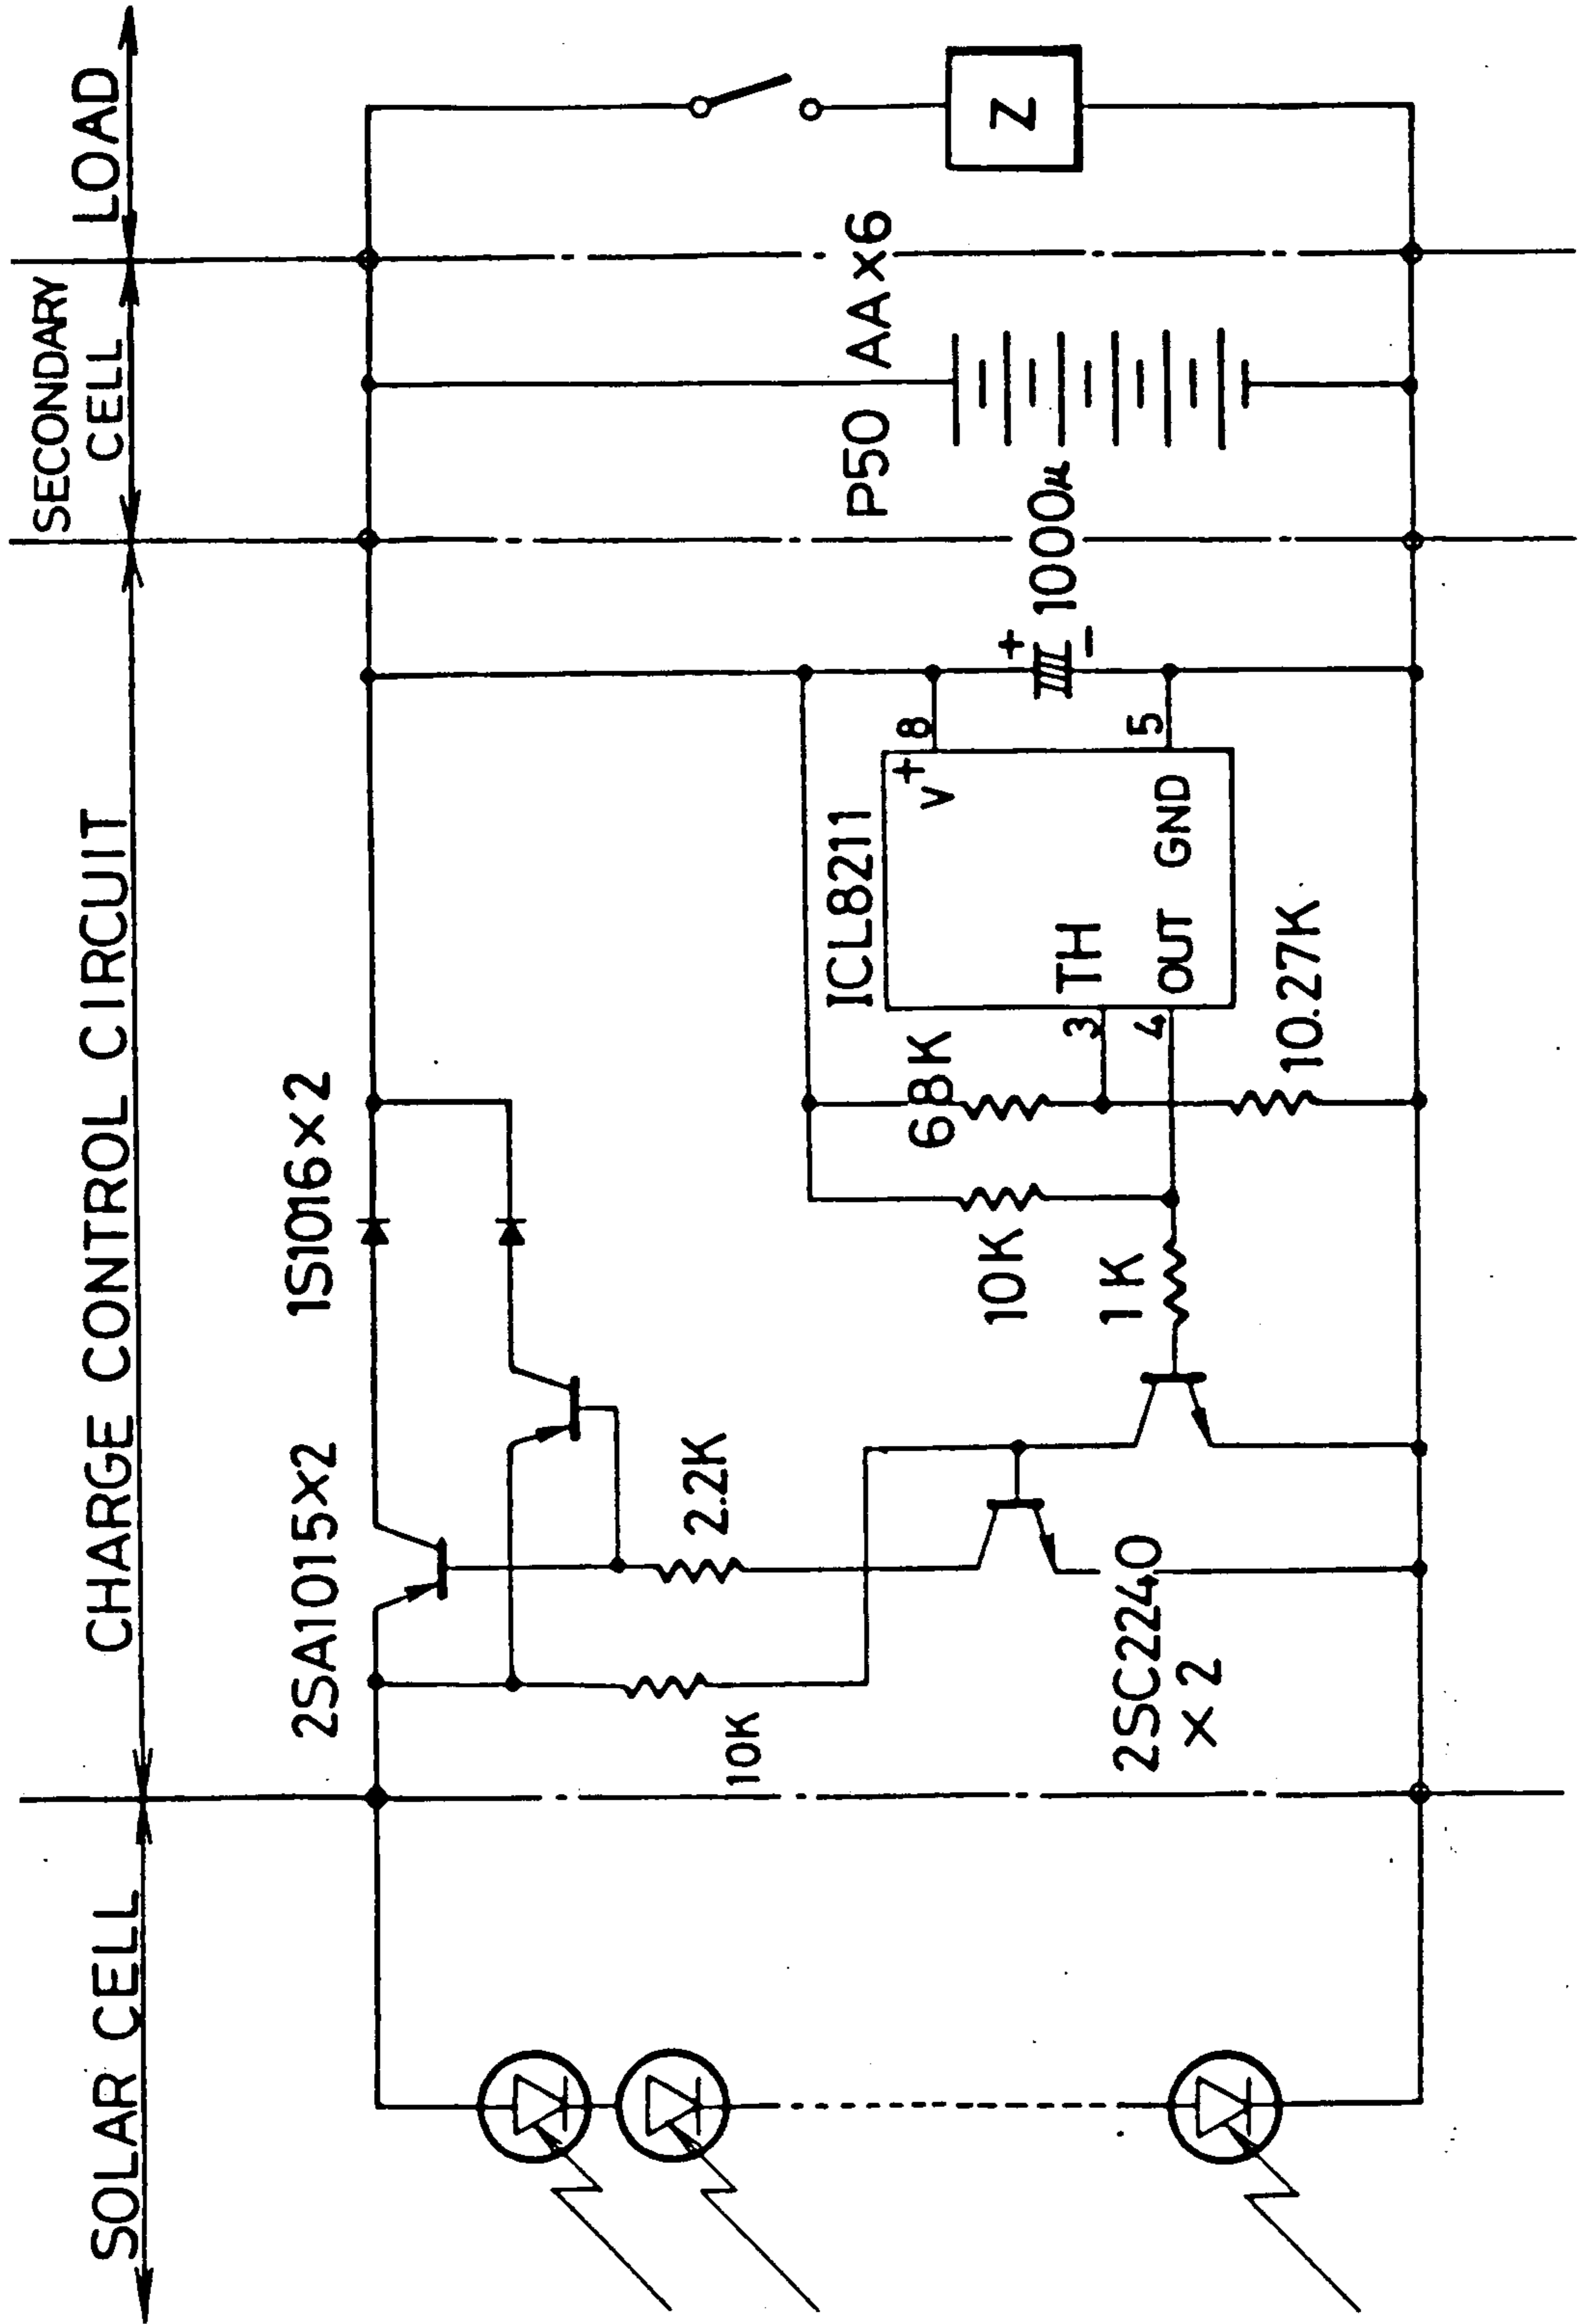 SOLAR CELL
CHARGE CONTROL CIRCUIT
SECONDARY
CELL
LOAD
2SA1015×2
1S1016×2
10K
2.2K
2SC2240
×2
10K
1K
68K
10.27K
ICL8211
V+
8
TH
3
OUT
4
GND
5
+
1000μ
−
P50 AA×6
Z